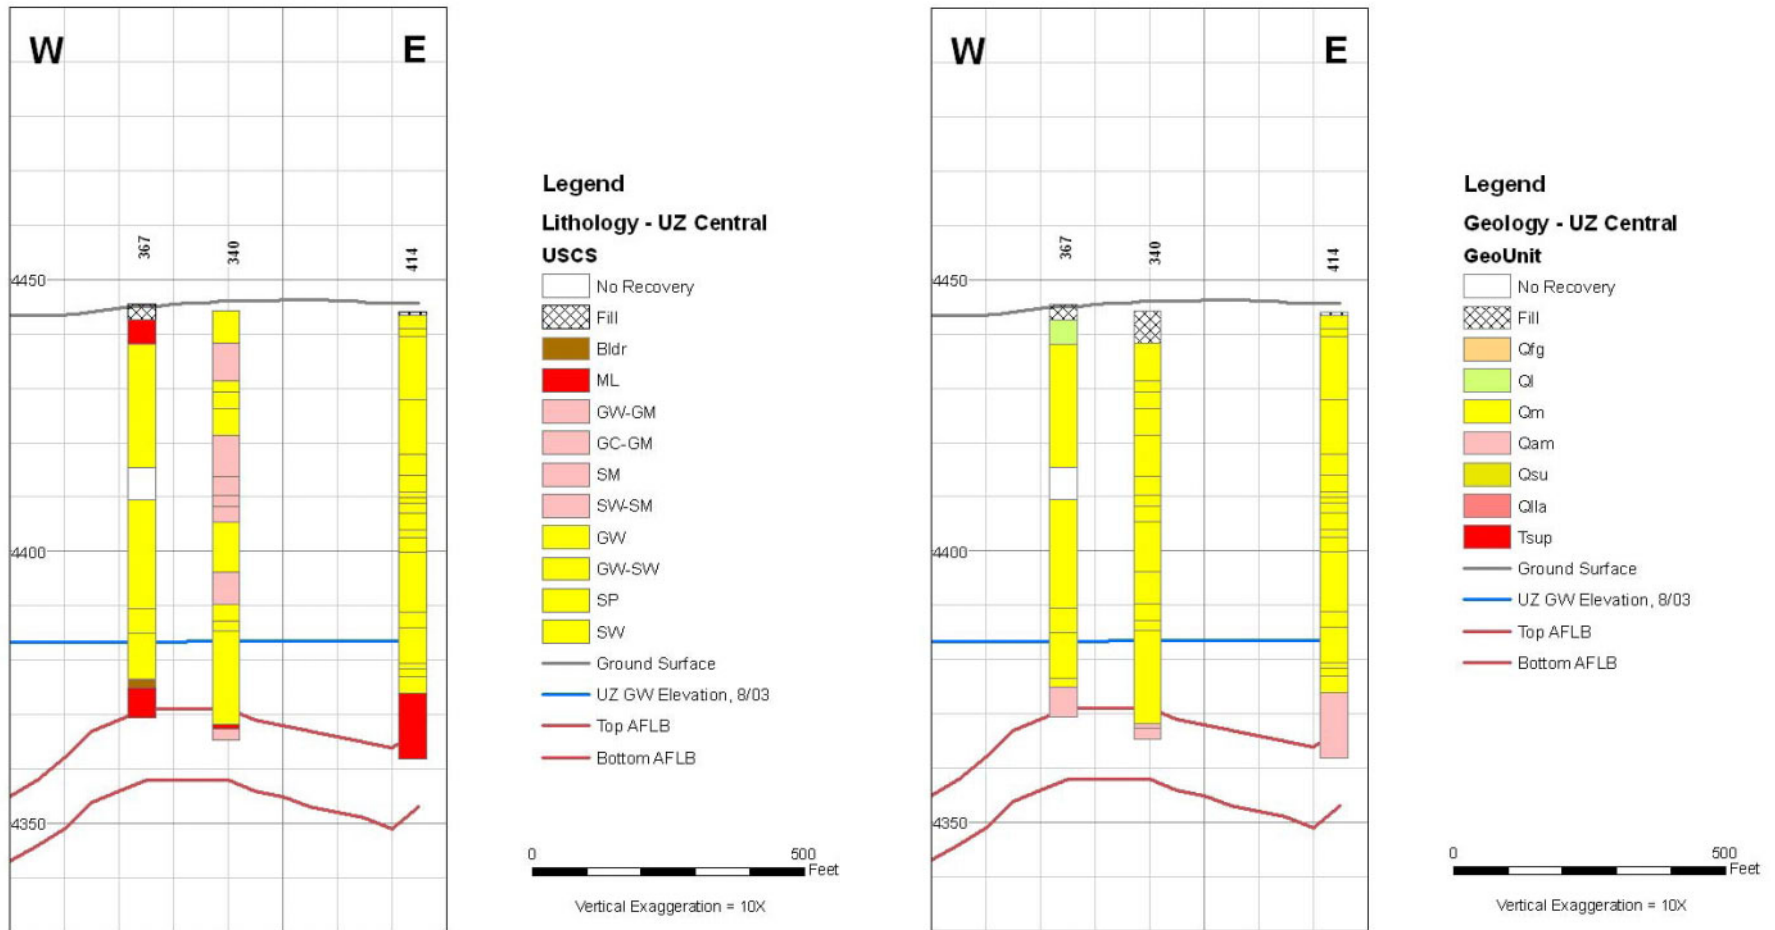 W
E
367
340
414
4450
4400
4350
Legend
Lithology - UZ Central
USCS
No Recovery
Fill
Bldr
ML
GW-GM
GC-GM
SM
SW-SM
GW
GW-SW
SP
SW
Ground Surface
UZ GW Elevation, 8/03
Top AFLB
Bottom AFLB
0
500
Feet
Vertical Exaggeration = 10X
W
E
367
340
414
4450
4400
4350
Legend
Geology - UZ Central
GeoUnit
No Recovery
Fill
Qfg
Ql
Qm
Qam
Qsu
Qlla
Tsup
Ground Surface
UZ GW Elevation, 8/03
Top AFLB
Bottom AFLB
0
500
Feet
Vertical Exaggeration = 10X